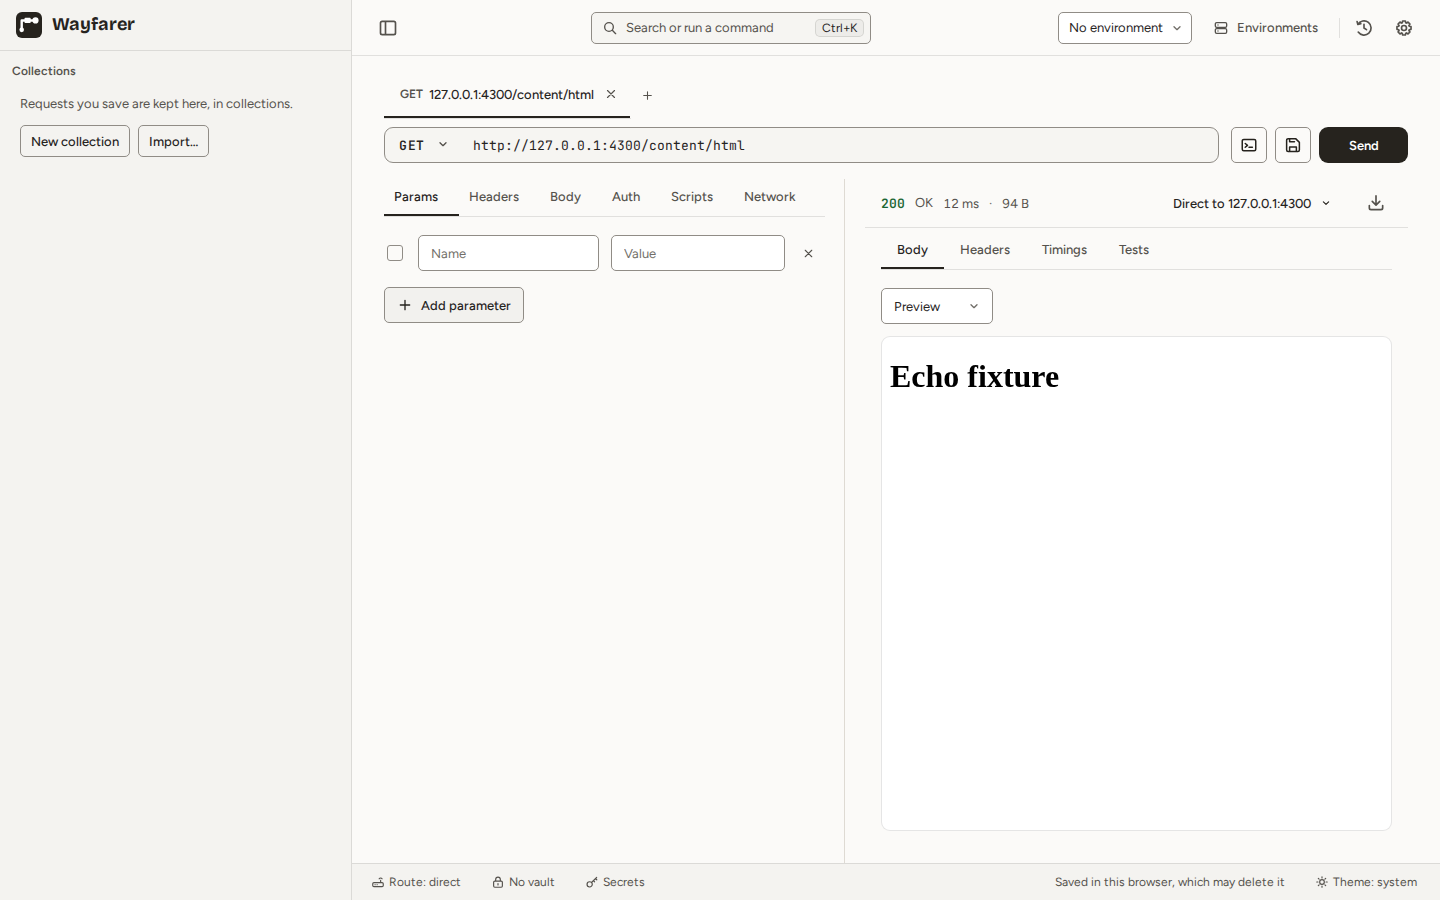 Wayfarer
Search or run a command
Ctrl+K
No environment
Environments
Collections
Requests you save are kept here, in collections.
New collection
Import...
GET 127.0.0.1:4300/content/html
GET http://127.0.0.1:4300/content/html
Send
Params Headers Body Auth Scripts Network
Name
Value
Add parameter
200 OK 12 ms · 94 B
Direct to 127.0.0.1:4300
Body Headers Timings Tests
Preview
Echo fixture
Route: direct
No vault
Secrets
Saved in this browser, which may delete it
Theme: system